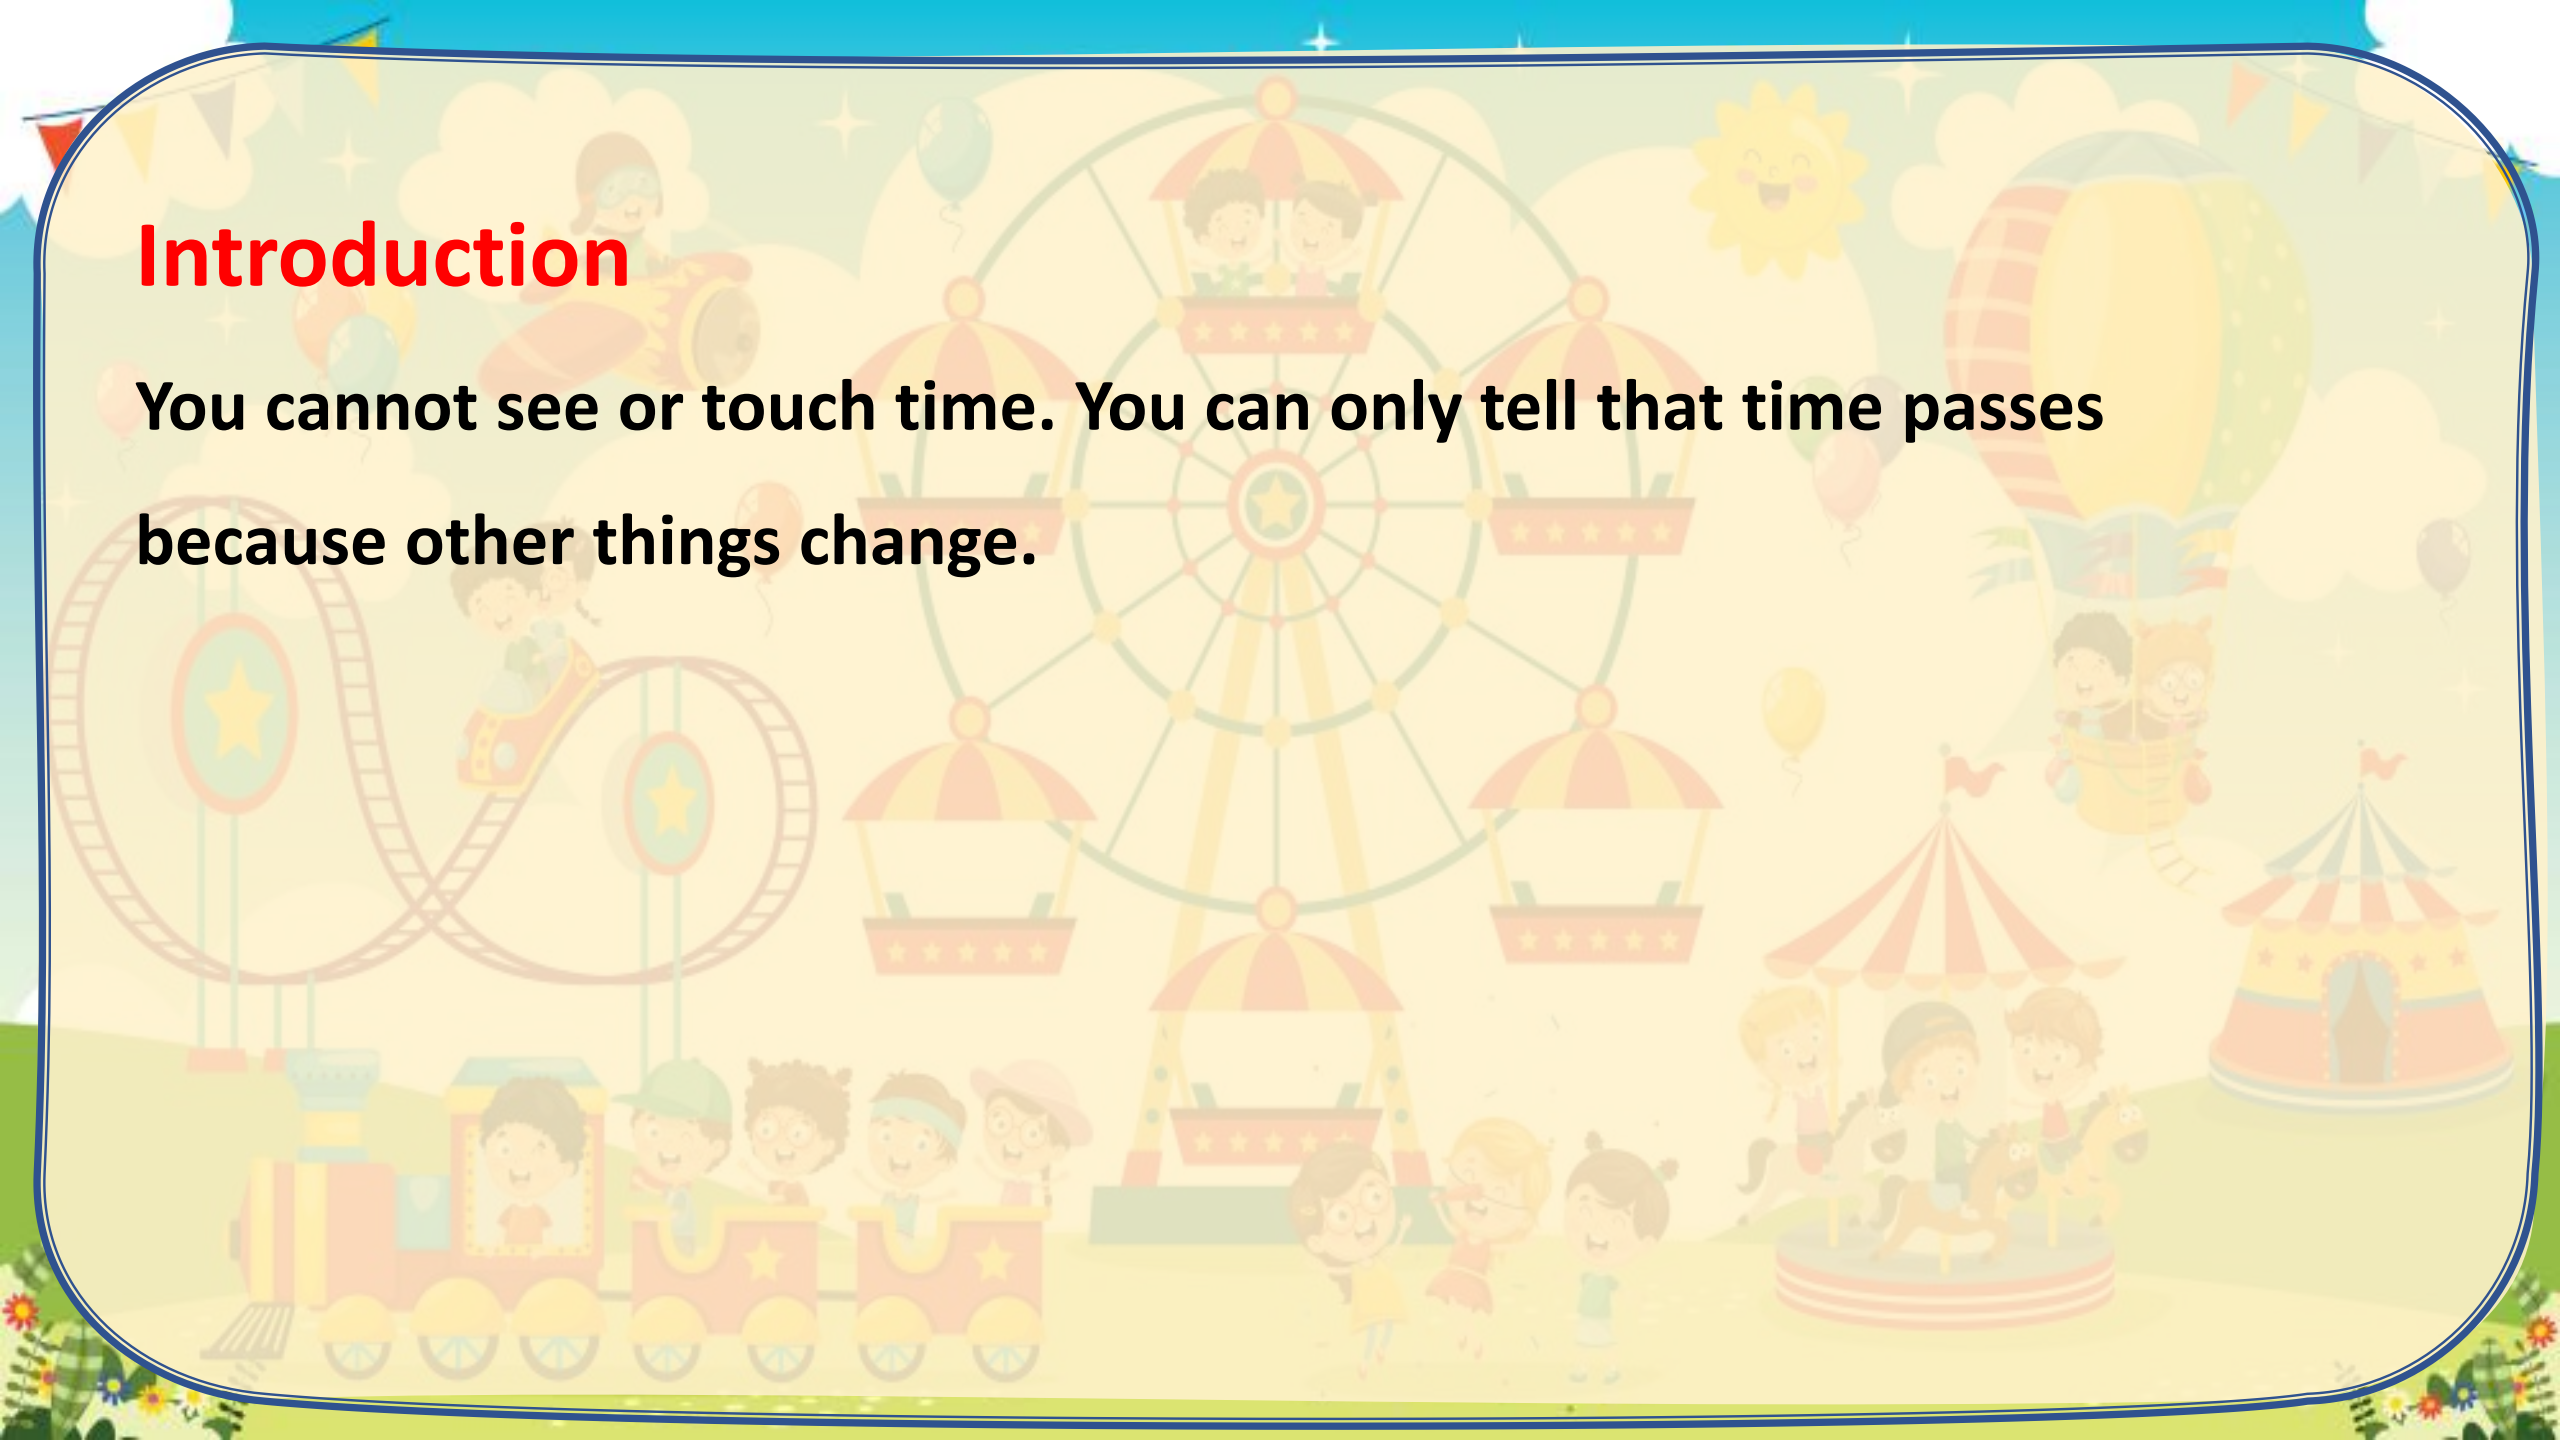 Introduction
You cannot see or touch time. You can only tell that time passes
because other things change.